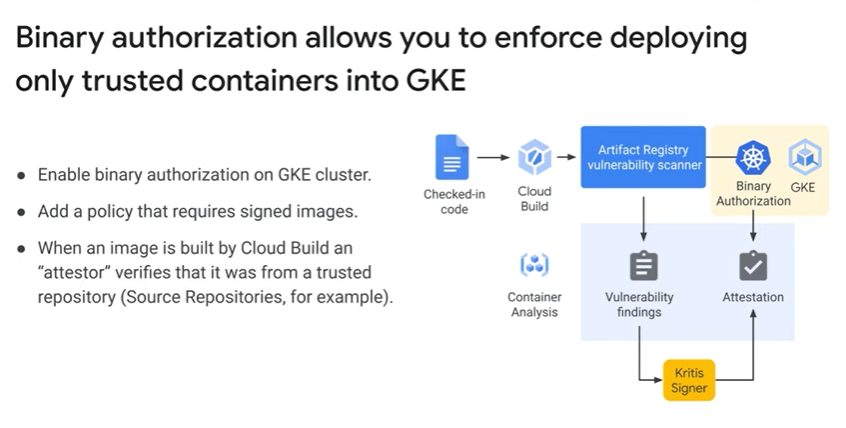 Binary authorization allows you to enforce deploying
only trusted containers into GKE
• Enable binary authorization on GKE cluster.
• Add a policy that requires signed images.
• When an image is built by Cloud Build an
“attestor” verifies that it was from a trusted
repository (Source Repositories, for example).
Checked-in
code
Cloud
Build
Artifact Registry
vulnerability scanner
Binary
Authorization
GKE
Container
Analysis
Vulnerability
findings
Attestation
Kritis
Signer